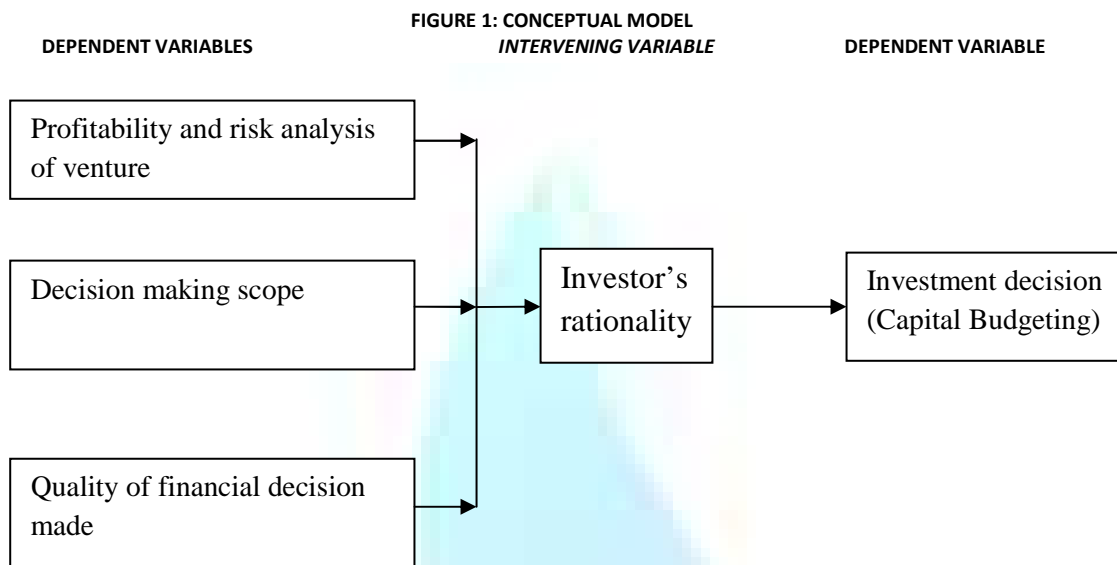 FIGURE 1: CONCEPTUAL MODEL
DEPENDENT VARIABLES INTERVENING VARIABLE DEPENDENT VARIABLE
Profitability and risk analysis
of venture
Decision making scope
Investor’s
rationality
Investment decision
(Capital Budgeting)
Quality of financial decision
made